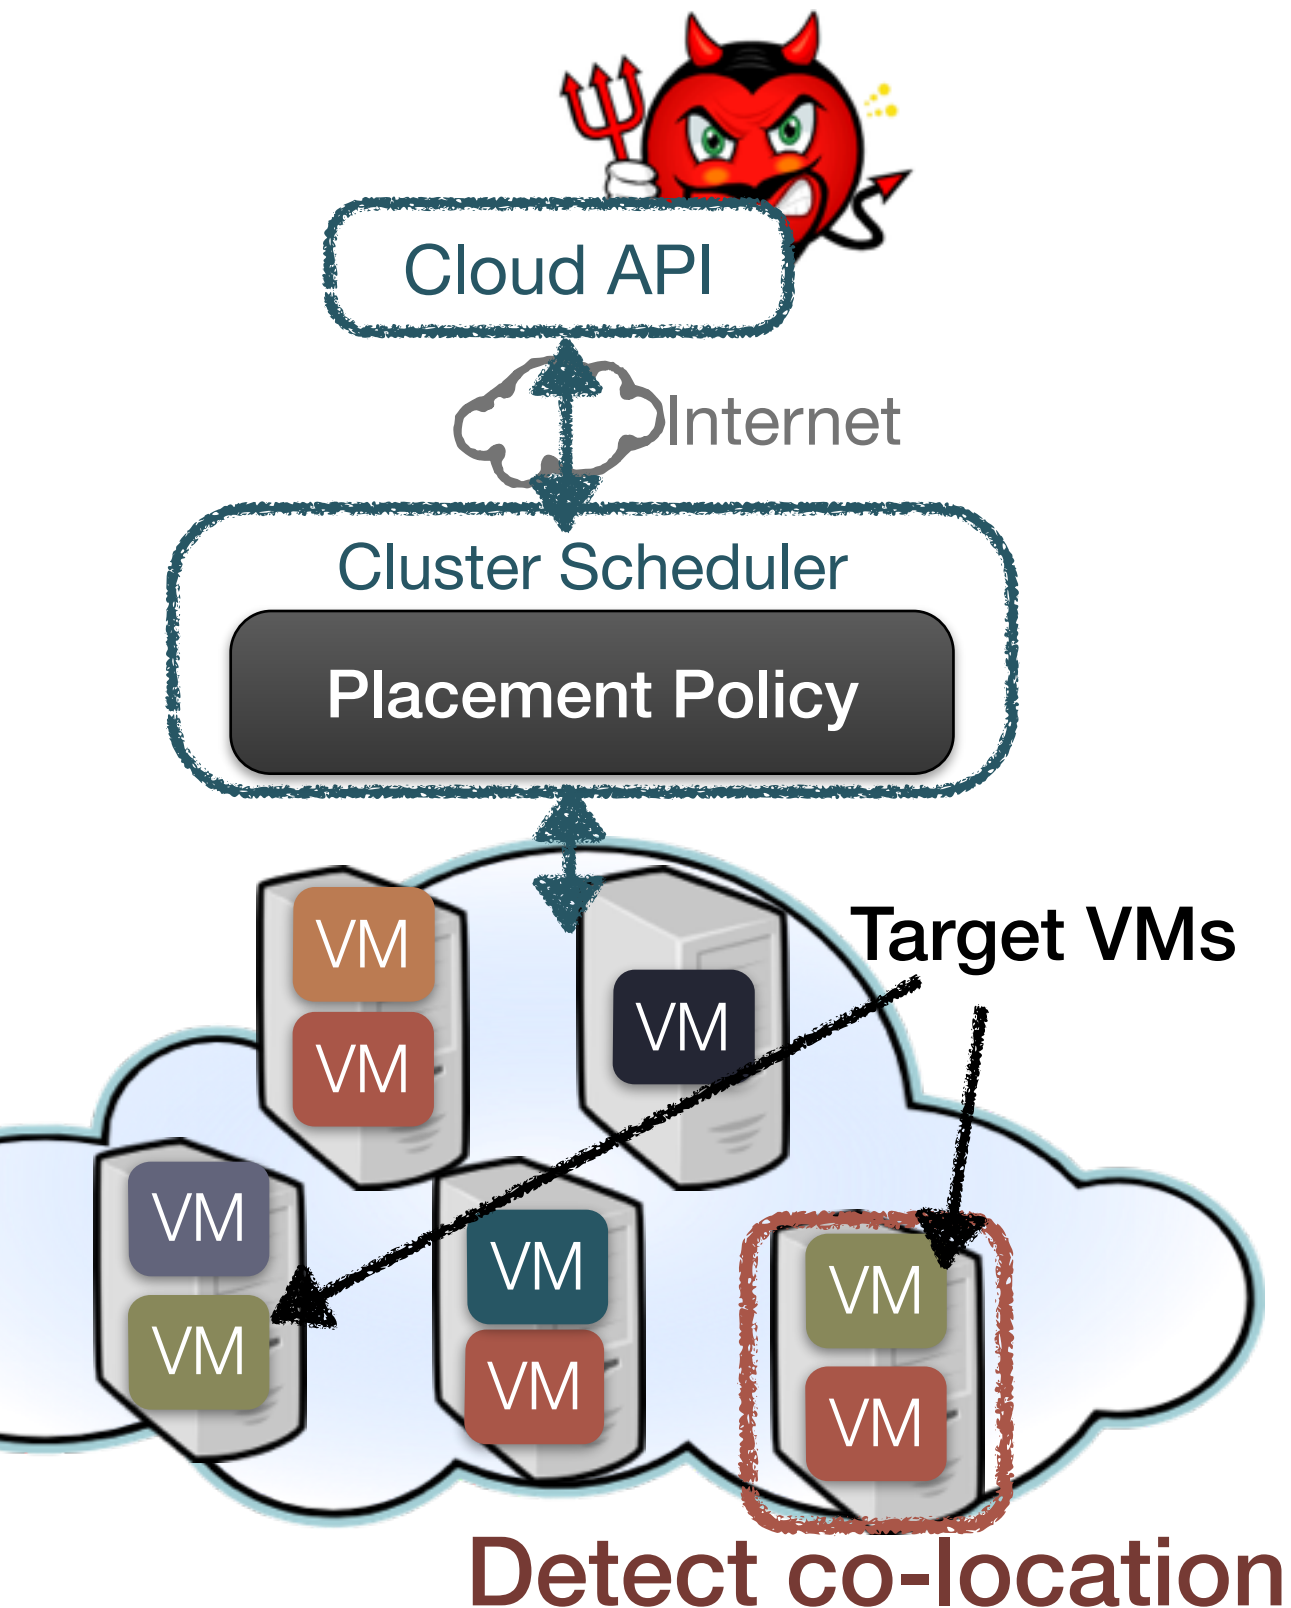 Cloud API
Internet
Cluster Scheduler
Placement Policy
Target VMs
VM
VM
VM
VM
VM
VM
VM
VM
VM
Detect co-location